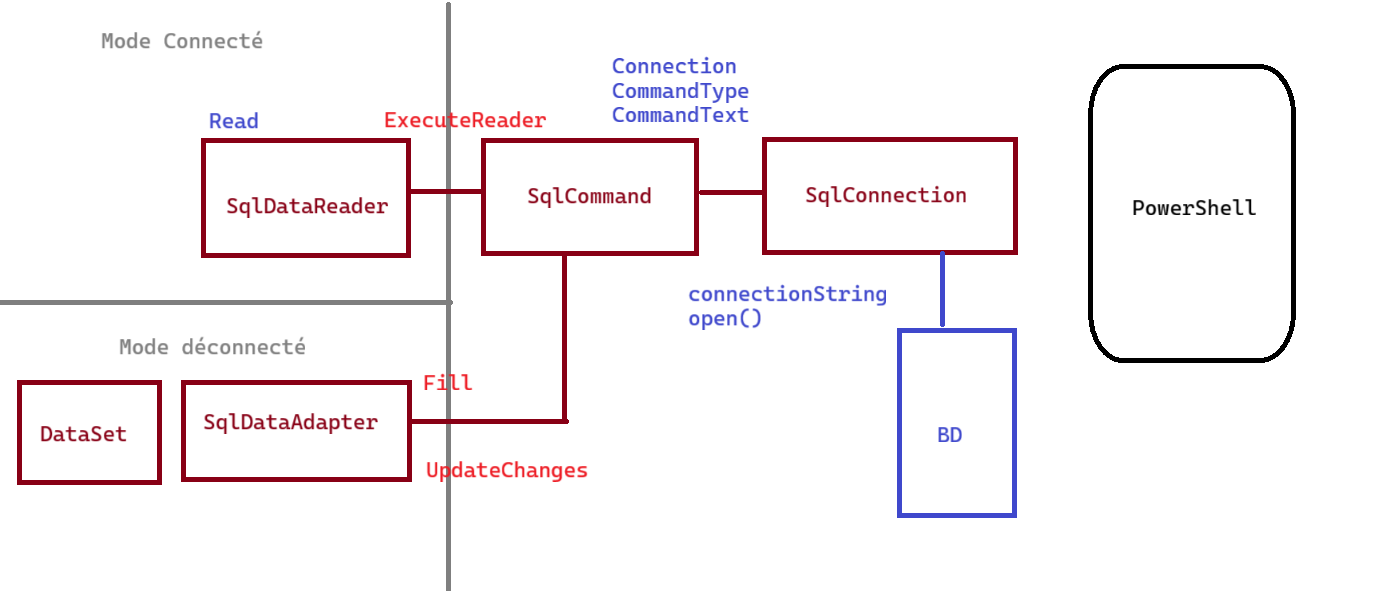 Mode Connecté
Connection
CommandType
CommandText
Read
ExecuteReader
SqlDataReader
SqlCommand
SqlConnection
PowerShell
connectionString
open()
Mode déconnecté
Fill
DataSet
SqlDataAdapter
BD
UpdateChanges